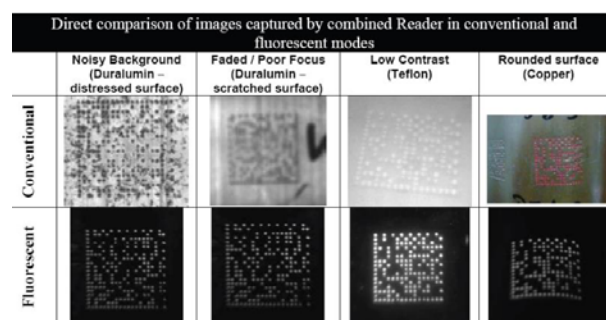 Direct comparison of images captured by combined Reader in conventional and
fluorescent modes
Noisy Background
(Duralumin –
distressed surface)
Faded / Poor Focus
(Duralumin –
scratched surface)
Low Contrast
(Teflon)
Rounded surface
(Copper)
Conventional
Fluorescent